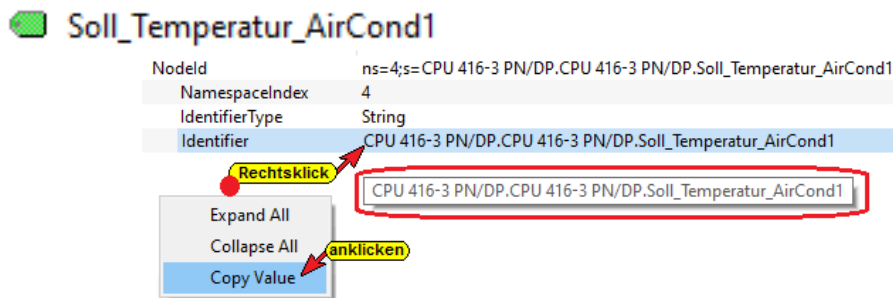 Soll_Temperatur_AirCond1
NodeId ns=4;s=CPU 416-3 PN/DP.CPU 416-3 PN/DP.Soll_Temperatur_AirCond1
NamespaceIndex 4
IdentifierType String
Identifier CPU 416-3 PN/DP.CPU 416-3 PN/DP.Soll_Temperatur_AirCond1
Rechtsklick
CPU 416-3 PN/DP.CPU 416-3 PN/DP.Soll_Temperatur_AirCond1
Expand All
Collapse All
anklicken
Copy Value